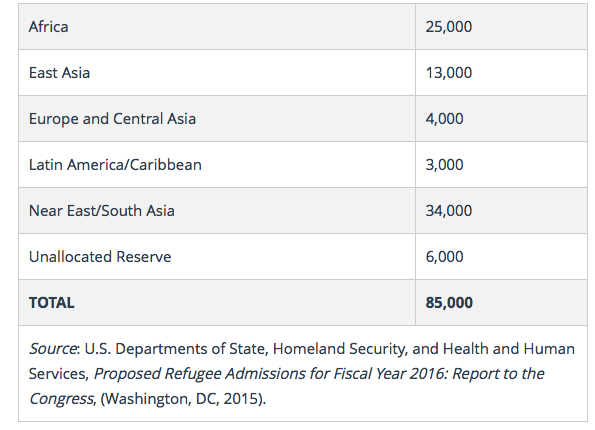 Africa 25,000
East Asia 13,000
Europe and Central Asia 4,000
Latin America/Caribbean 3,000
Near East/South Asia 34,000
Unallocated Reserve 6,000
TOTAL 85,000
Source: U.S. Departments of State, Homeland Security, and Health and Human
Services, Proposed Refugee Admissions for Fiscal Year 2016: Report to the
Congress, (Washington, DC, 2015).